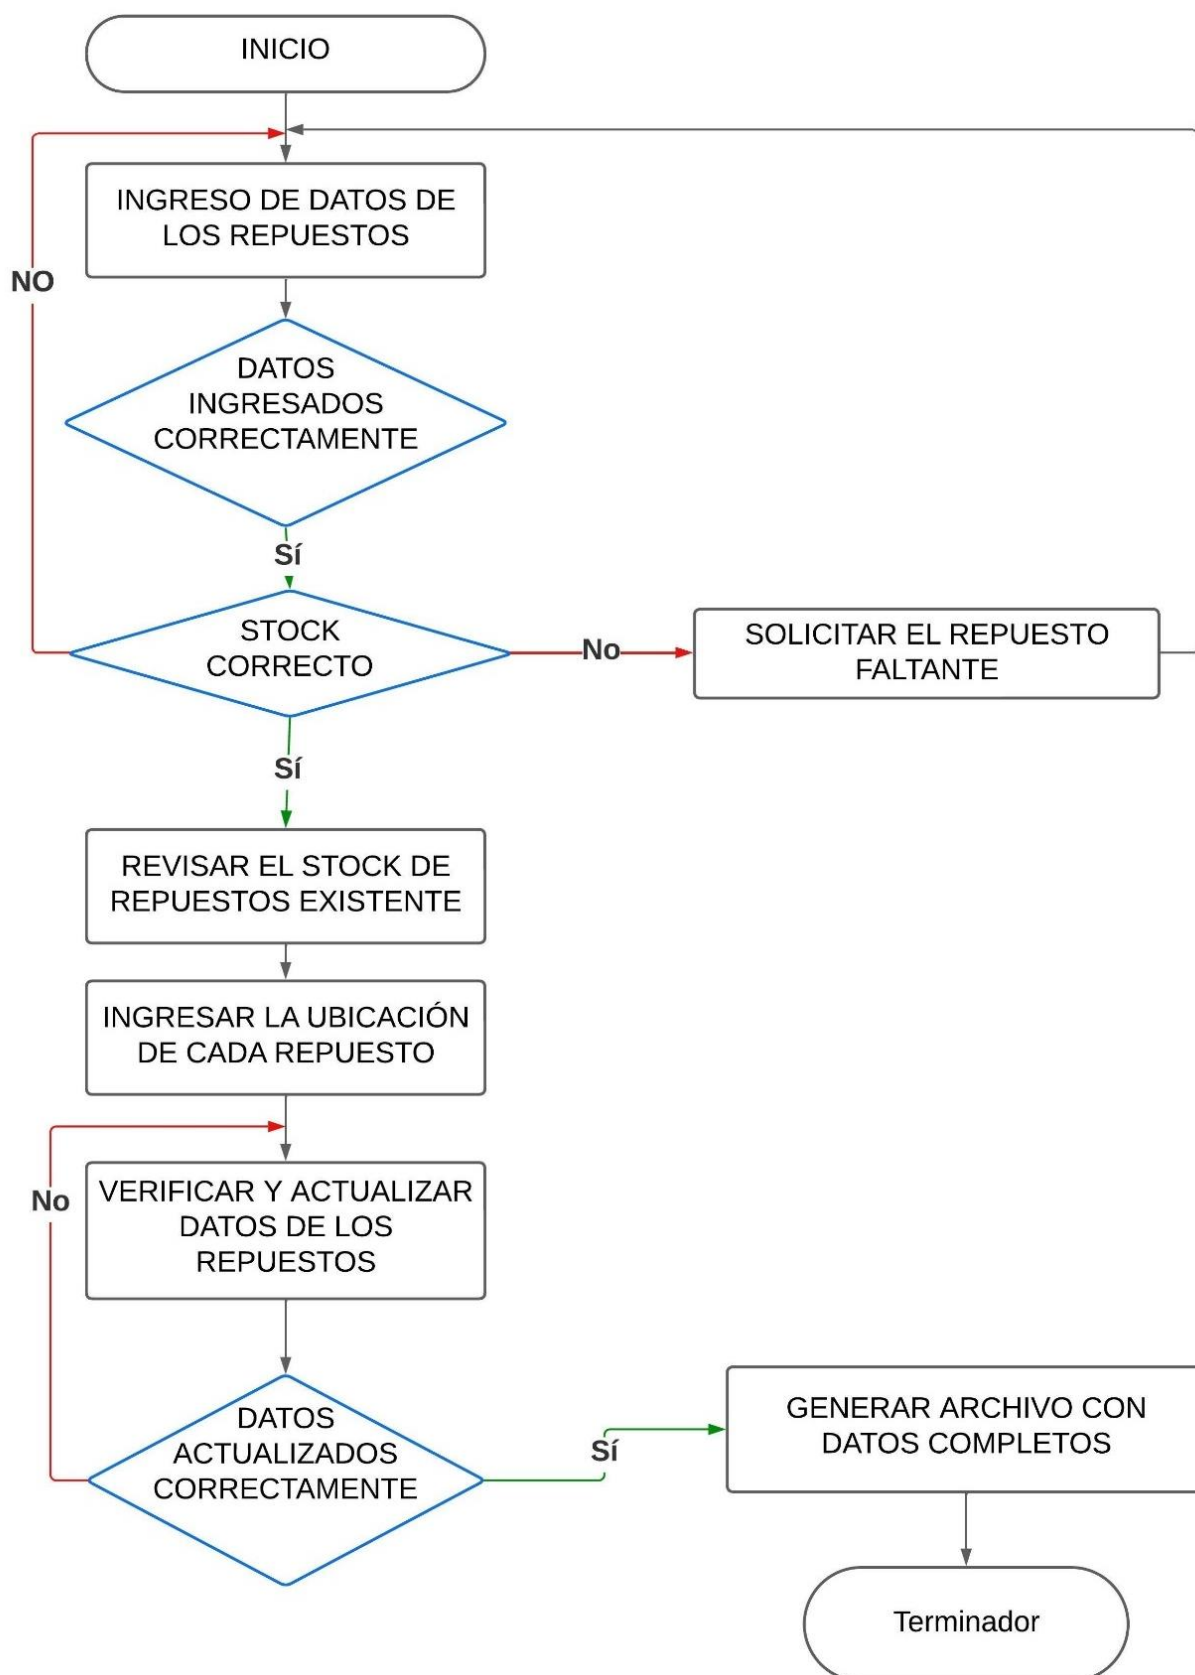 INICIO
INGRESO DE DATOS DE
LOS REPUESTOS
NO
DATOS
INGRESADOS
CORRECTAMENTE
Sí
STOCK
CORRECTO
No
SOLICITAR EL REPUESTO
FALTANTE
Sí
REVISAR EL STOCK DE
REPUESTOS EXISTENTE
INGRESAR LA UBICACIÓN
DE CADA REPUESTO
No
VERIFICAR Y ACTUALIZAR
DATOS DE LOS
REPUESTOS
DATOS
ACTUALIZADOS
CORRECTAMENTE
Sí
GENERAR ARCHIVO CON
DATOS COMPLETOS
Terminador